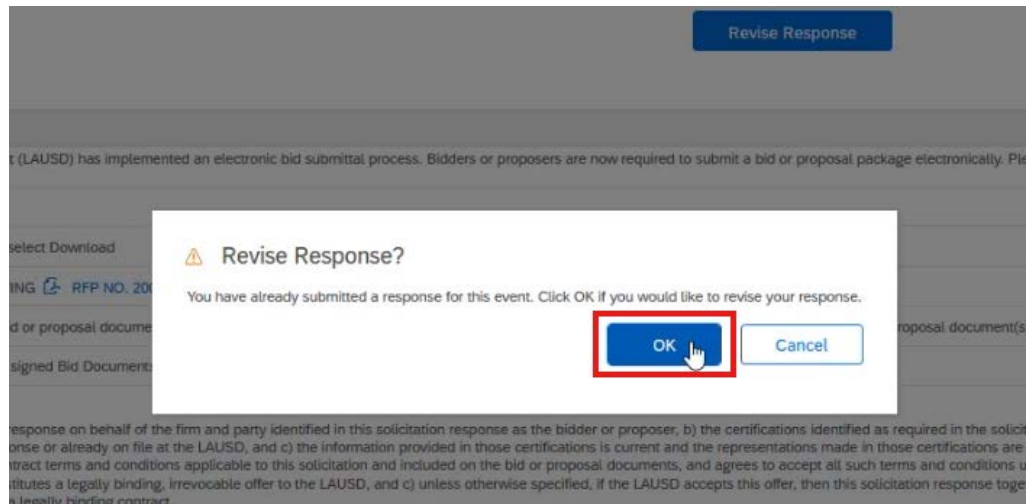 Revise Response
t (LAUSD) has implemented an electronic bid submittal process. Bidders or proposers are now required to submit a bid or proposal package electronically. Ple
select Download
Revise Response?
ING RFP NO. 20
You have already submitted a response for this event. Click OK if you would like to revise your response.
d or proposal docume
roposal document(s
OK
Cancel
signed Bid Document
response on behalf of the firm and party identified in this solicitation response as the bidder or proposer, b) the certifications identified as required in the solicit
onse or already on file at the LAUSD, and c) the information provided in those certifications is current and the representations made in those certifications are
ntract terms and conditions applicable to this solicitation and included on the bid or proposal documents, and agrees to accept all such terms and conditions u
stitutes a legally binding, irrevocable offer to the LAUSD, and c) unless otherwise specified, if the LAUSD accepts this offer, then this solicitation response toge
a legally binding contract.